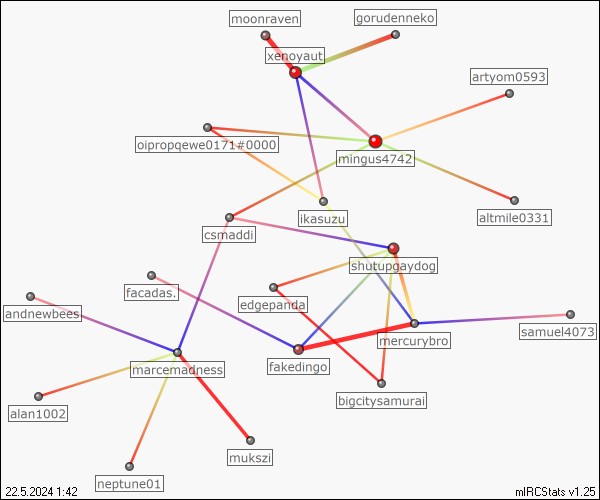 moonraven
gorudenneko
xenoyaut
artyom0593
oipropqewe0171#0000
mingus4742
ikasuzu
altmile0331
csmaddi
shutupgaydog
facadas.
edgepanda
andnewbees
samuel4073
mercurybro
marcemadness
fakedingo
bigcitysamurai
alan1002
mukszi
neptune01
22.5.2024 1:42
mIRCStats v1.25